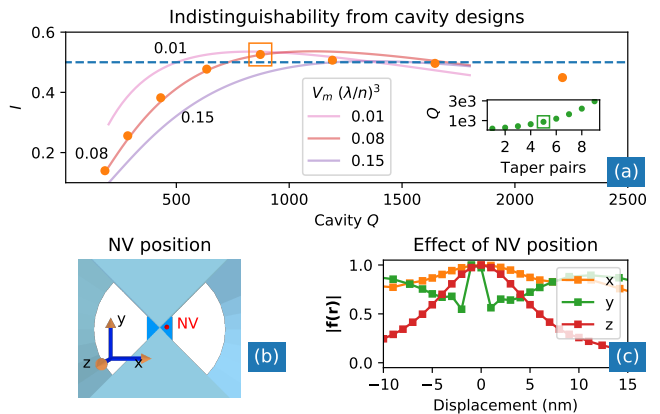 Indistinguishability from cavity designs
0.6
0.4
0.2
I
0.01
0.08
0.15
V_m (λ/n)^3
0.01
0.08
0.15
Q
3e3
1e3
2 4 6 8
Taper pairs
500 1000 1500 2000 2500
Cavity Q
(a)
NV position
y
z
x
NV
(b)
Effect of NV position
1.0
0.5
0.0
|f(r)|
x
y
z
−10 −5 0 5 10 15
Displacement (nm)
(c)